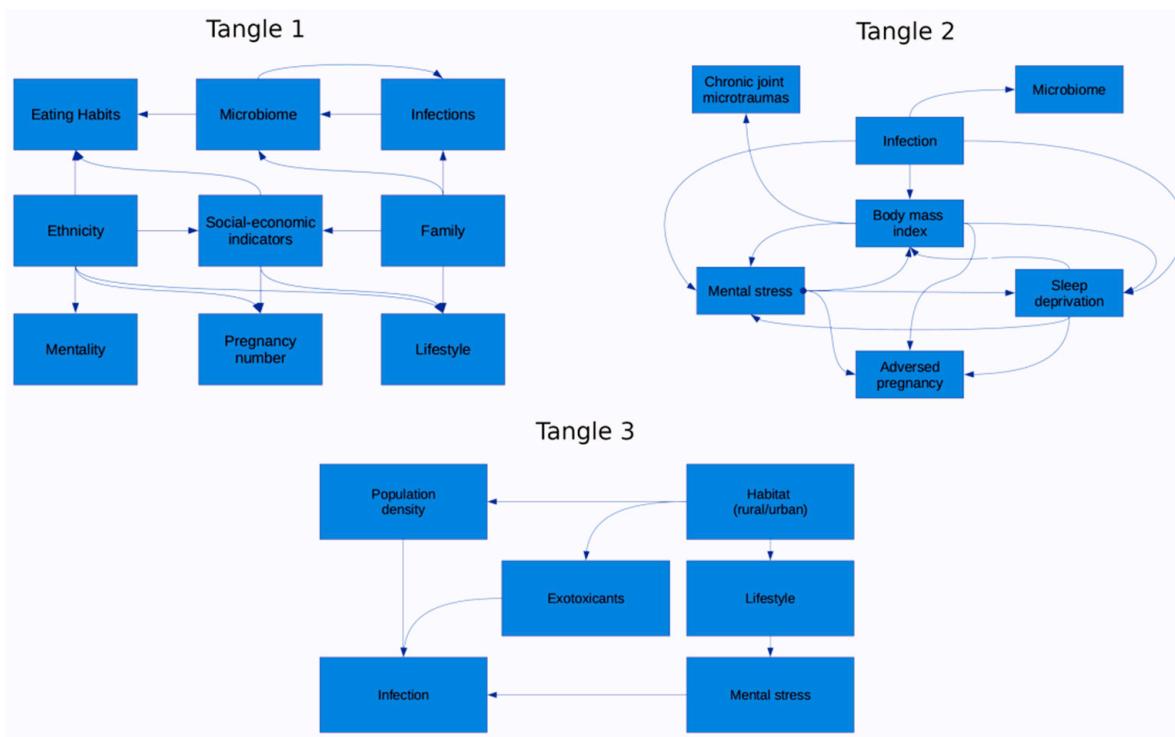 Tangle 1
Eating Habits
Microbiome
Infections
Ethnicity
Social-economic
indicators
Family
Mentality
Pregnancy
number
Lifestyle
Tangle 2
Chronic joint
microtraumas
Microbiome
Infection
Body mass
index
Mental stress
Sleep
deprivation
Adversed
pregnancy
Tangle 3
Population
density
Habitat
(rural/urban)
Exotoxicants
Lifestyle
Infection
Mental stress